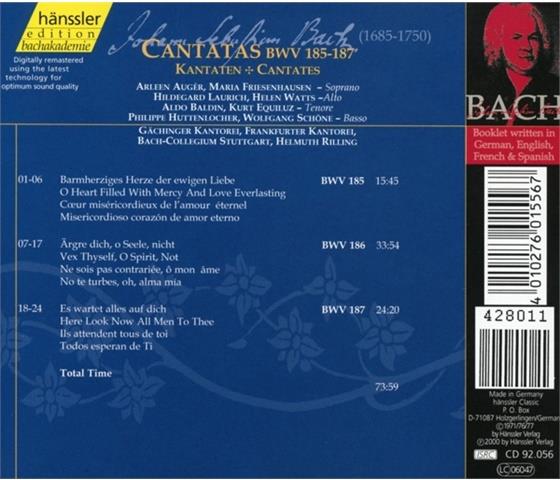 hänssler
edition
bachakademie
Digitally remastered
using the latest
technology for
optimum sound quality
Johann Sebastian Bach (1685-1750)
CANTATAS BWV 185-187
KANTATEN ÷ CANTATES
ARLEEN AUGÉR, MARIA FRIESENHAUSEN – Soprano
HILDEGARD LAURICH, HELEN WATTS –Alto
ALDO BALDIN, KURT EQUILUZ – Tenore
PHILIPPE HUTTENLOCHER, WOLFGANG SCHÖNE – Basso
GÄCHINGER KANTOREI, FRANKFURTER KANTOREI,
BACH-COLLEGIUM STUTTGART, HELMUTH RILLING
BACH
Booklet written in
German, English,
French & Spanish
01-06 Barmherziges Herze der ewigen Liebe BWV 185 15:45
O Heart Filled With Mercy And Love Everlasting
Cœur miséricordieux de l'amour éternel
Misericordioso corazón de amor eterno
07-17 Ärgre dich, o Seele, nicht BWV 186 33:54
Vex Thyself, O Spirit, Not
Ne sois pas contrariée, ô mon âme
No te turbes, oh, alma mía
18-24 Es wartet alles auf dich BWV 187 24:20
Here Look Now All Men To Thee
Ils attendent tous de toi
Todos esperan de Ti
Total Time
73:59
4 010276 015567
428011
Made in Germany
hänssler Classic
P. O. Box
D-71087 Holzgerlingen/German
©1971/76/77
by Hänssler Verlag
℗2000 by Hänssler Verlag
ISRC CD 92.056
LC 06047